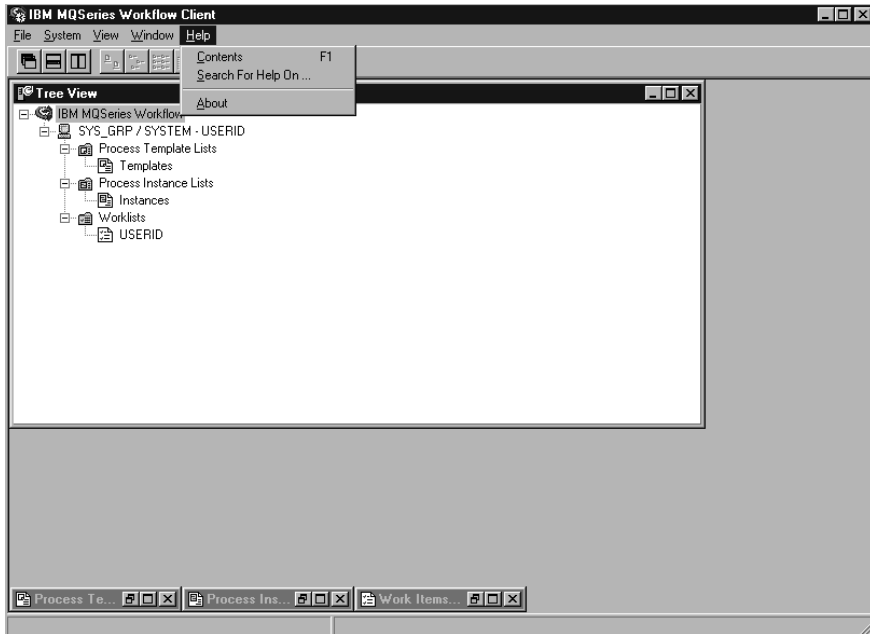 IBM MQSeries Workflow Client
File System View Window Help
Contents F1
Search For Help On ...
About
Tree View
IBM MQSeries Workflow
SYS_GRP / SYSTEM - USERID
Process Template Lists
Templates
Process Instance Lists
Instances
Worklists
USERID
Process Te... Process Ins... Work Items...